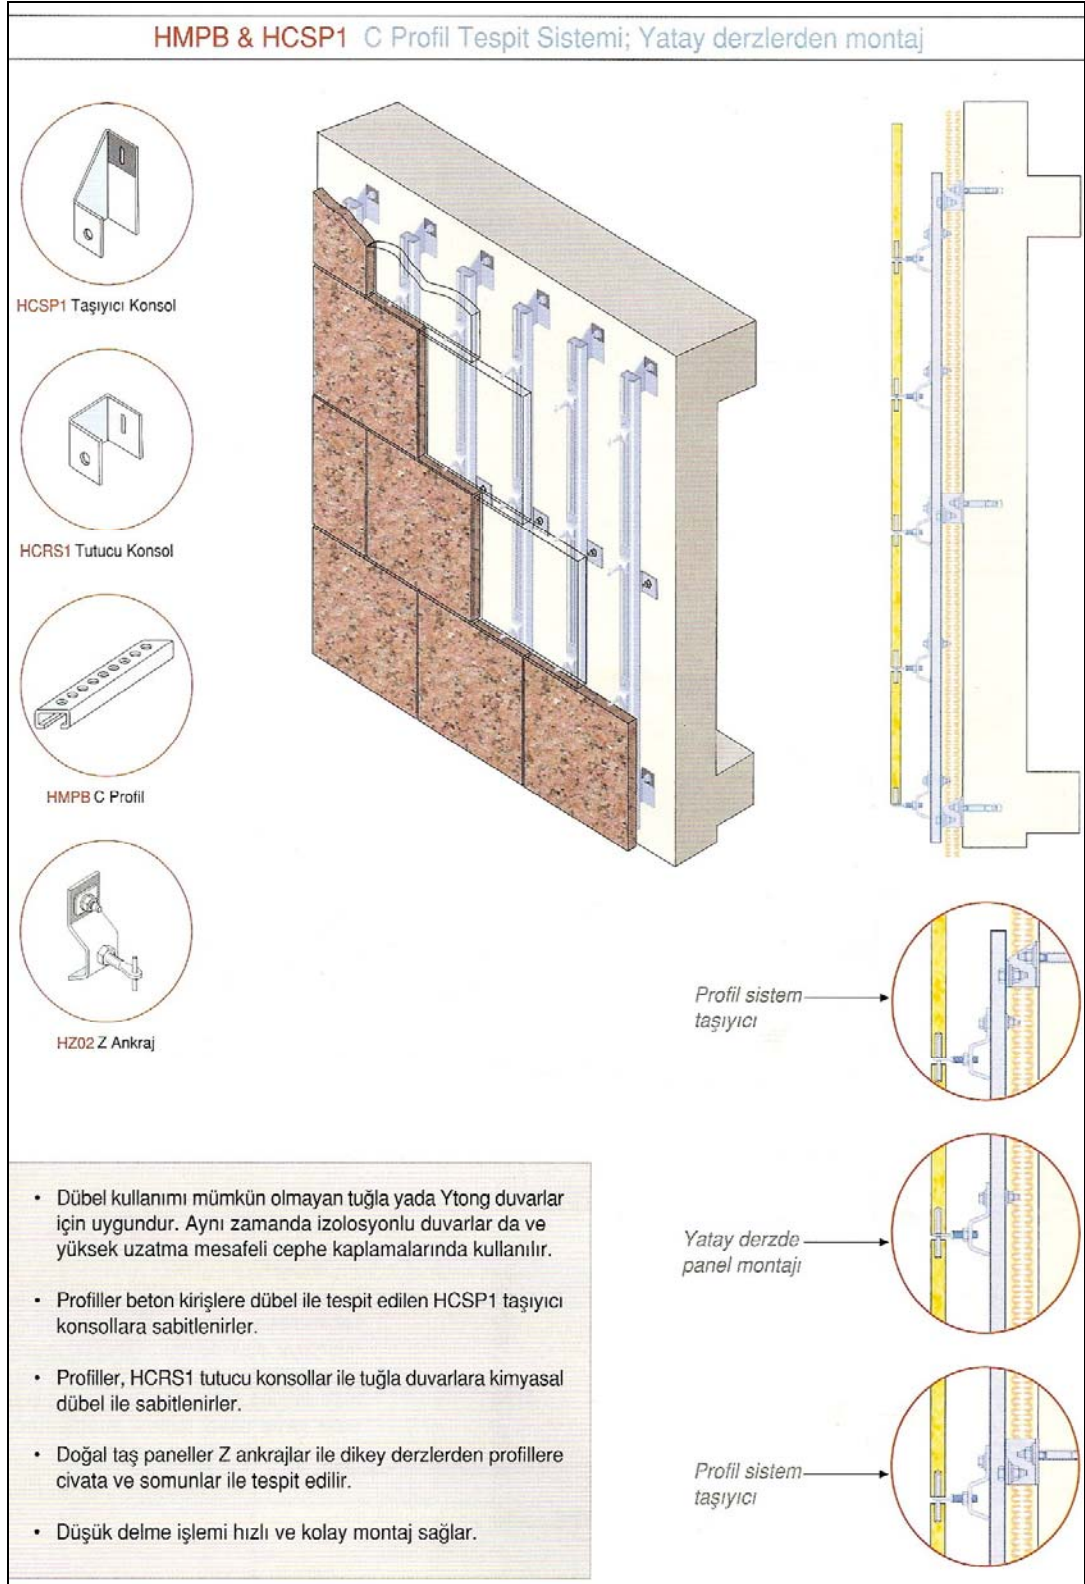 HMPB & HCSP1 C Profil Tespit Sistemi; Yatay derzlerden montaj
HCSP1 Taşıyıcı Konsol
HCRS1 Tutucu Konsol
HMPB C Profil
HZ02 Z Ankraj
Profil sistem
taşıyıcı
Yatay derzde
panel montajı
Profil sistem
taşıyıcı
• Dübel kullanımı mümkün olmayan tuğla yada Ytong duvarlar
için uygundur. Aynı zamanda izolosyonlu duvarlar da ve
yüksek uzatma mesafeli cephe kaplamalarında kullanılır.
• Profiller beton kirişlere dübel ile tespit edilen HCSP1 taşıyıcı
konsollara sabitlenirler.
• Profiller, HCRS1 tutucu konsollar ile tuğla duvarlara kimyasal
dübel ile sabitlenirler.
• Doğal taş paneller Z ankrajlar ile dikey derzlerden profillere
civata ve somunlar ile tespit edilir.
• Düşük delme işlemi hızlı ve kolay montaj sağlar.